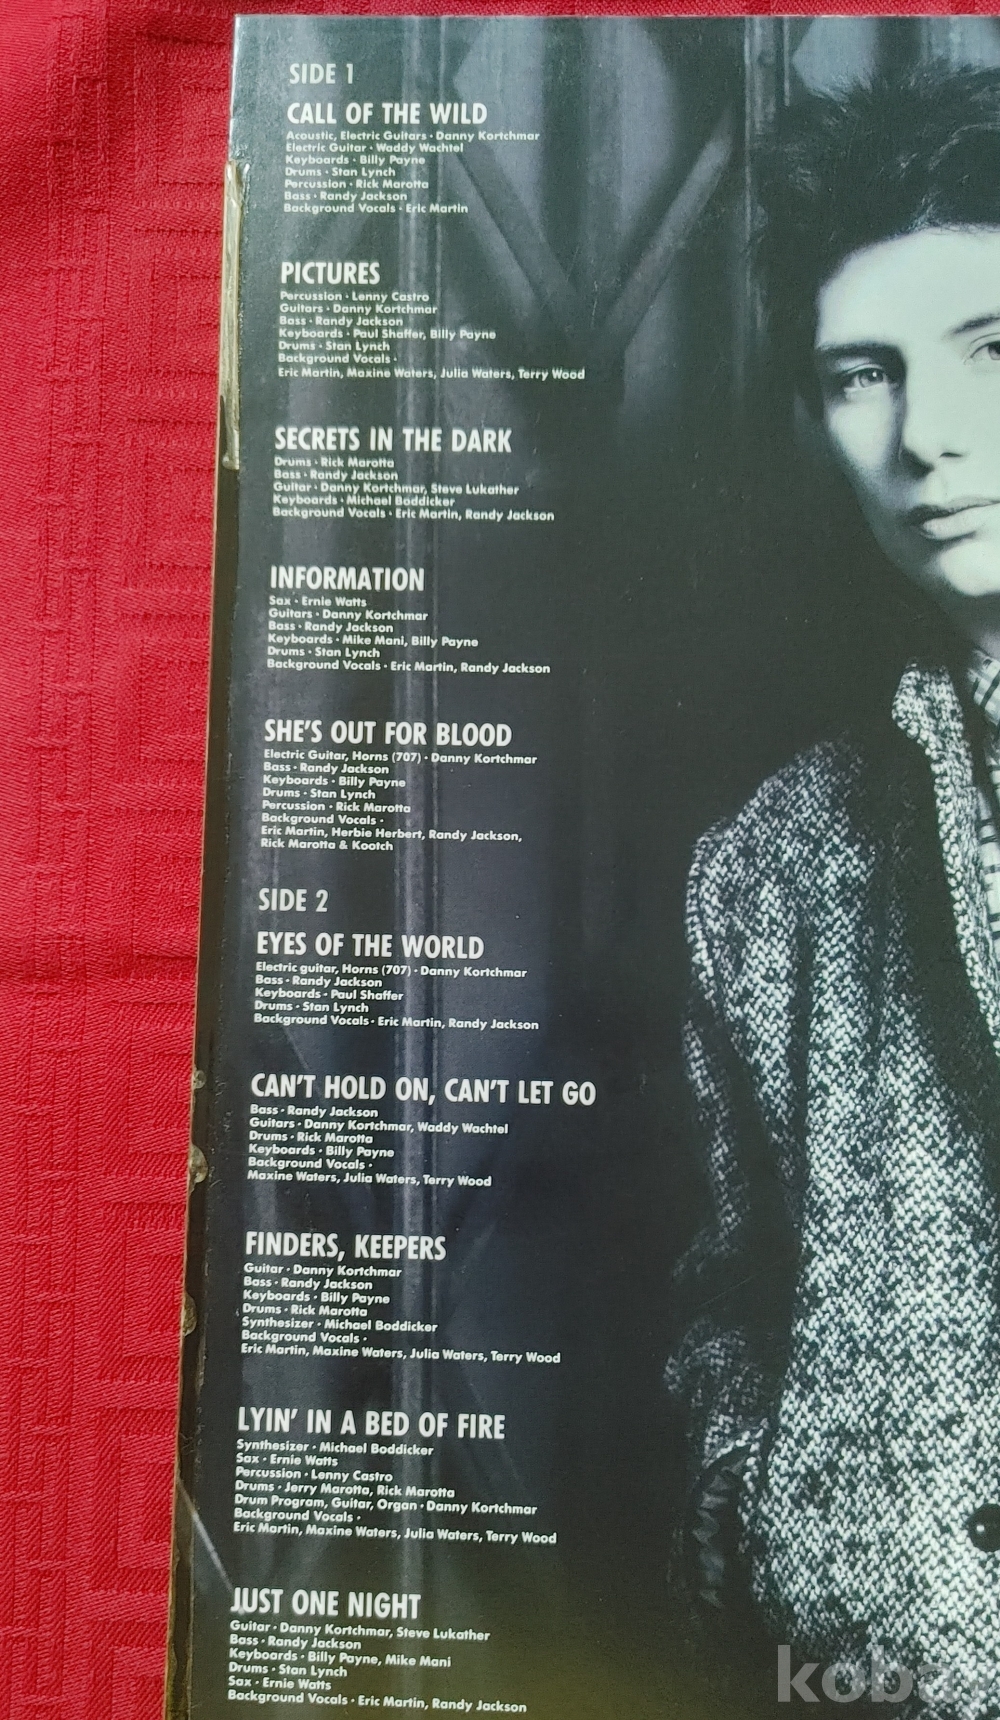 SIDE 1
CALL OF THE WILD
Acoustic, Electric Guitars · Danny Kortchmar
Electric Guitar · Waddy Wachtel
Keyboards · Billy Payne
Drums · Stan Lynch
Percussion · Rick Marotta
Bass · Randy Jackson
Background Vocals · Eric Martin
PICTURES
Percussion · Lenny Castro
Guitars · Danny Kortchmar
Bass · Randy Jackson
Keyboards · Paul Shaffer, Billy Payne
Drums · Stan Lynch
Background Vocals ·
Eric Martin, Maxine Waters, Julia Waters, Terry Wood
SECRETS IN THE DARK
Drums · Rick Marotta
Bass · Randy Jackson
Guitar · Danny Kortchmar, Steve Lukather
Keyboards · Michael Boddicker
Background Vocals · Eric Martin, Randy Jackson
INFORMATION
Sax · Ernie Watts
Guitars · Danny Kortchmar
Bass · Randy Jackson
Keyboards · Mike Mani, Billy Payne
Drums · Stan Lynch
Background Vocals · Eric Martin, Randy Jackson
SHE'S OUT FOR BLOOD
Electric Guitar, Horns (707) · Danny Kortchmar
Bass · Randy Jackson
Keyboards · Billy Payne
Drums · Stan Lynch
Percussion · Rick Marotta
Background Vocals ·
Eric Martin, Herbie Herbert, Randy Jackson,
Rick Marotta & Kootch
SIDE 2
EYES OF THE WORLD
Electric guitar, Horns (707) · Danny Kortchmar
Bass · Randy Jackson
Keyboards · Paul Shaffer
Drums · Stan Lynch
Background Vocals · Eric Martin, Randy Jackson
CAN'T HOLD ON, CAN'T LET GO
Bass · Randy Jackson
Guitars · Danny Kortchmar, Waddy Wachtel
Drums · Rick Marotta
Keyboards · Billy Payne
Background Vocals ·
Maxine Waters, Julia Waters, Terry Wood
FINDERS, KEEPERS
Guitar · Danny Kortchmar
Bass · Randy Jackson
Keyboards · Billy Payne
Drums · Rick Marotta
Synthesizer · Michael Boddicker
Background Vocals ·
Eric Martin, Maxine Waters, Julia Waters, Terry Wood
LYIN' IN A BED OF FIRE
Synthesizer · Michael Boddicker
Sax · Ernie Watts
Percussion · Lenny Castro
Drums · Jerry Marotta, Rick Marotta
Drum Program, Guitar, Organ · Danny Kortchmar
Background Vocals ·
Eric Martin, Maxine Waters, Julia Waters, Terry Wood
JUST ONE NIGHT
Guitar · Danny Kortchmar, Steve Lukather
Bass · Randy Jackson
Keyboards · Billy Payne, Mike Mani
Drums · Stan Lynch
Sax · Ernie Watts
Background Vocals · Eric Martin, Randy Jackson